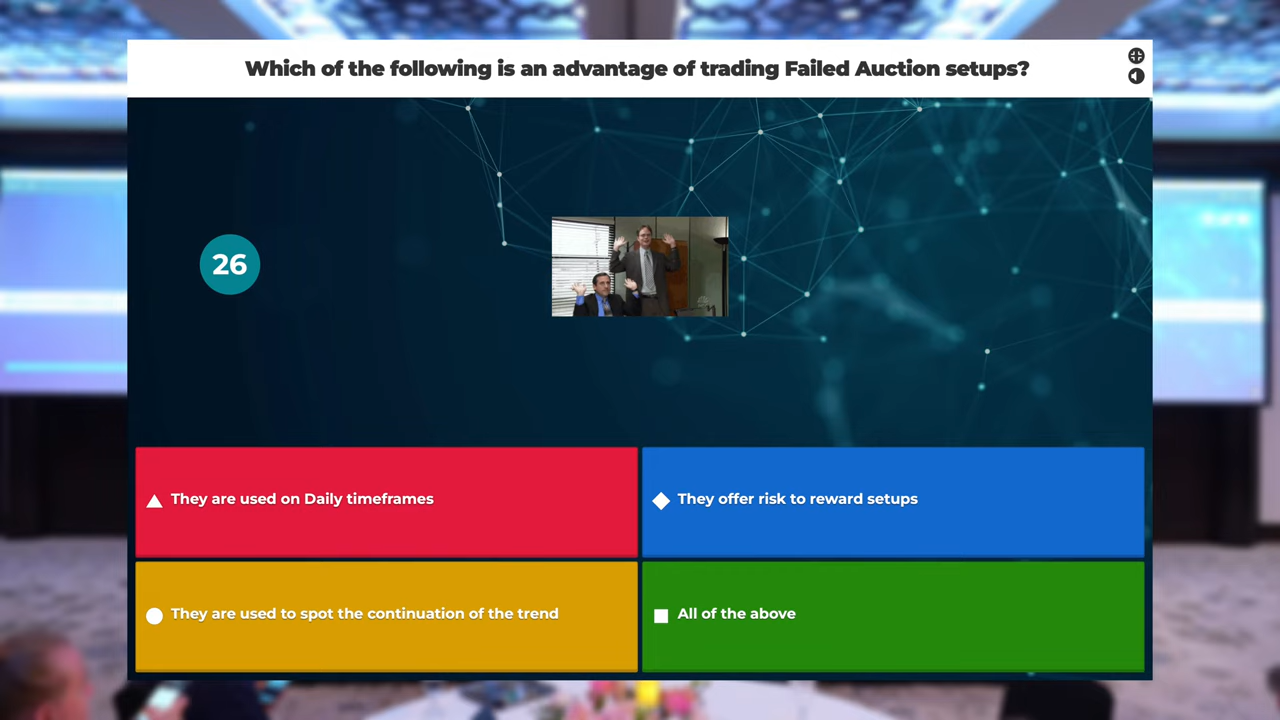 Which of the following is an advantage of trading Failed Auction setups?
26
They are used on Daily timeframes
They offer risk to reward setups
They are used to spot the continuation of the trend
All of the above